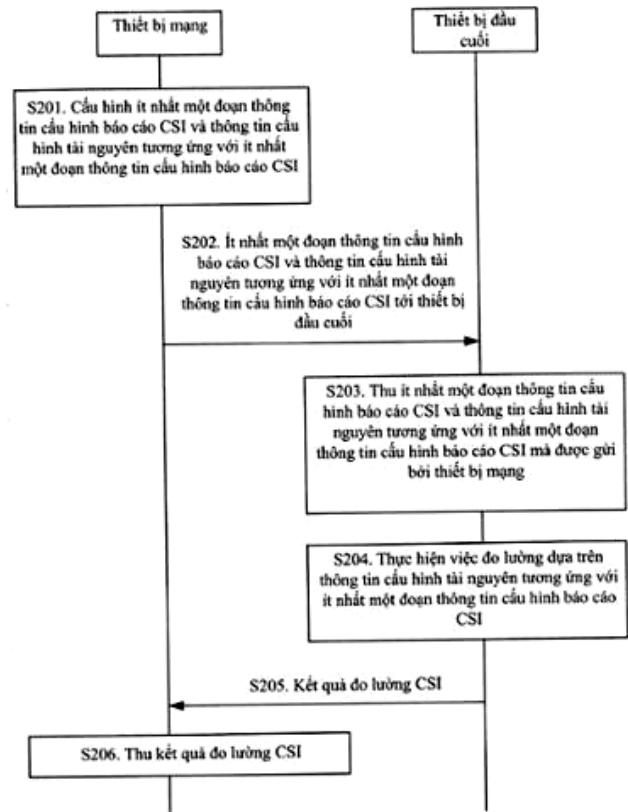 Thiết bị mạng
Thiết bị đầu
cuối
S201. Cấu hình ít nhất một đoạn thông
tin cấu hình báo cáo CSI và thông tin cấu
hình tài nguyên tương ứng với ít nhất
một đoạn thông tin cấu hình báo cáo CSI
S202. Ít nhất một đoạn thông tin cấu hình
báo cáo CSI và thông tin cấu hình tài
nguyên tương ứng với ít nhất một đoạn
thông tin cấu hình báo cáo CSI tới thiết bị
đầu cuối
S203. Thu ít nhất một đoạn thông tin cấu
hình báo cáo CSI và thông tin cấu hình tài
nguyên tương ứng với ít nhất một đoạn
thông tin cấu hình báo cáo CSI mà được gửi
bởi thiết bị mạng
S204. Thực hiện việc đo lường dựa trên
thông tin cấu hình tài nguyên tương ứng với
ít nhất một đoạn thông tin cấu hình báo cáo
CSI
S205. Kết quả đo lường CSI
S206. Thu kết quả đo lường CSI